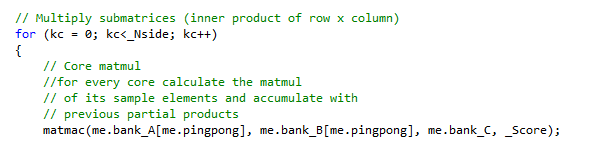 // Multiply submatrices (inner product of row x column)
for (kc = 0; kc<_Nside; kc++)
{
// Core matmul
//for every core calculate the matmul
// of its sample elements and accumulate with
// previous partial products
matmac(me.bank_A[me.pingpong], me.bank_B[me.pingpong], me.bank_C, _Score);